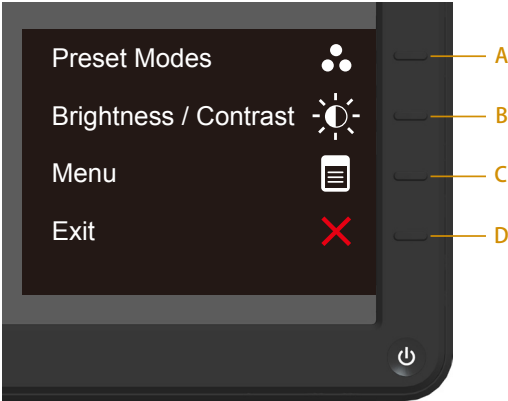 Preset Modes
A
Brightness / Contrast
B
Menu
C
Exit
D